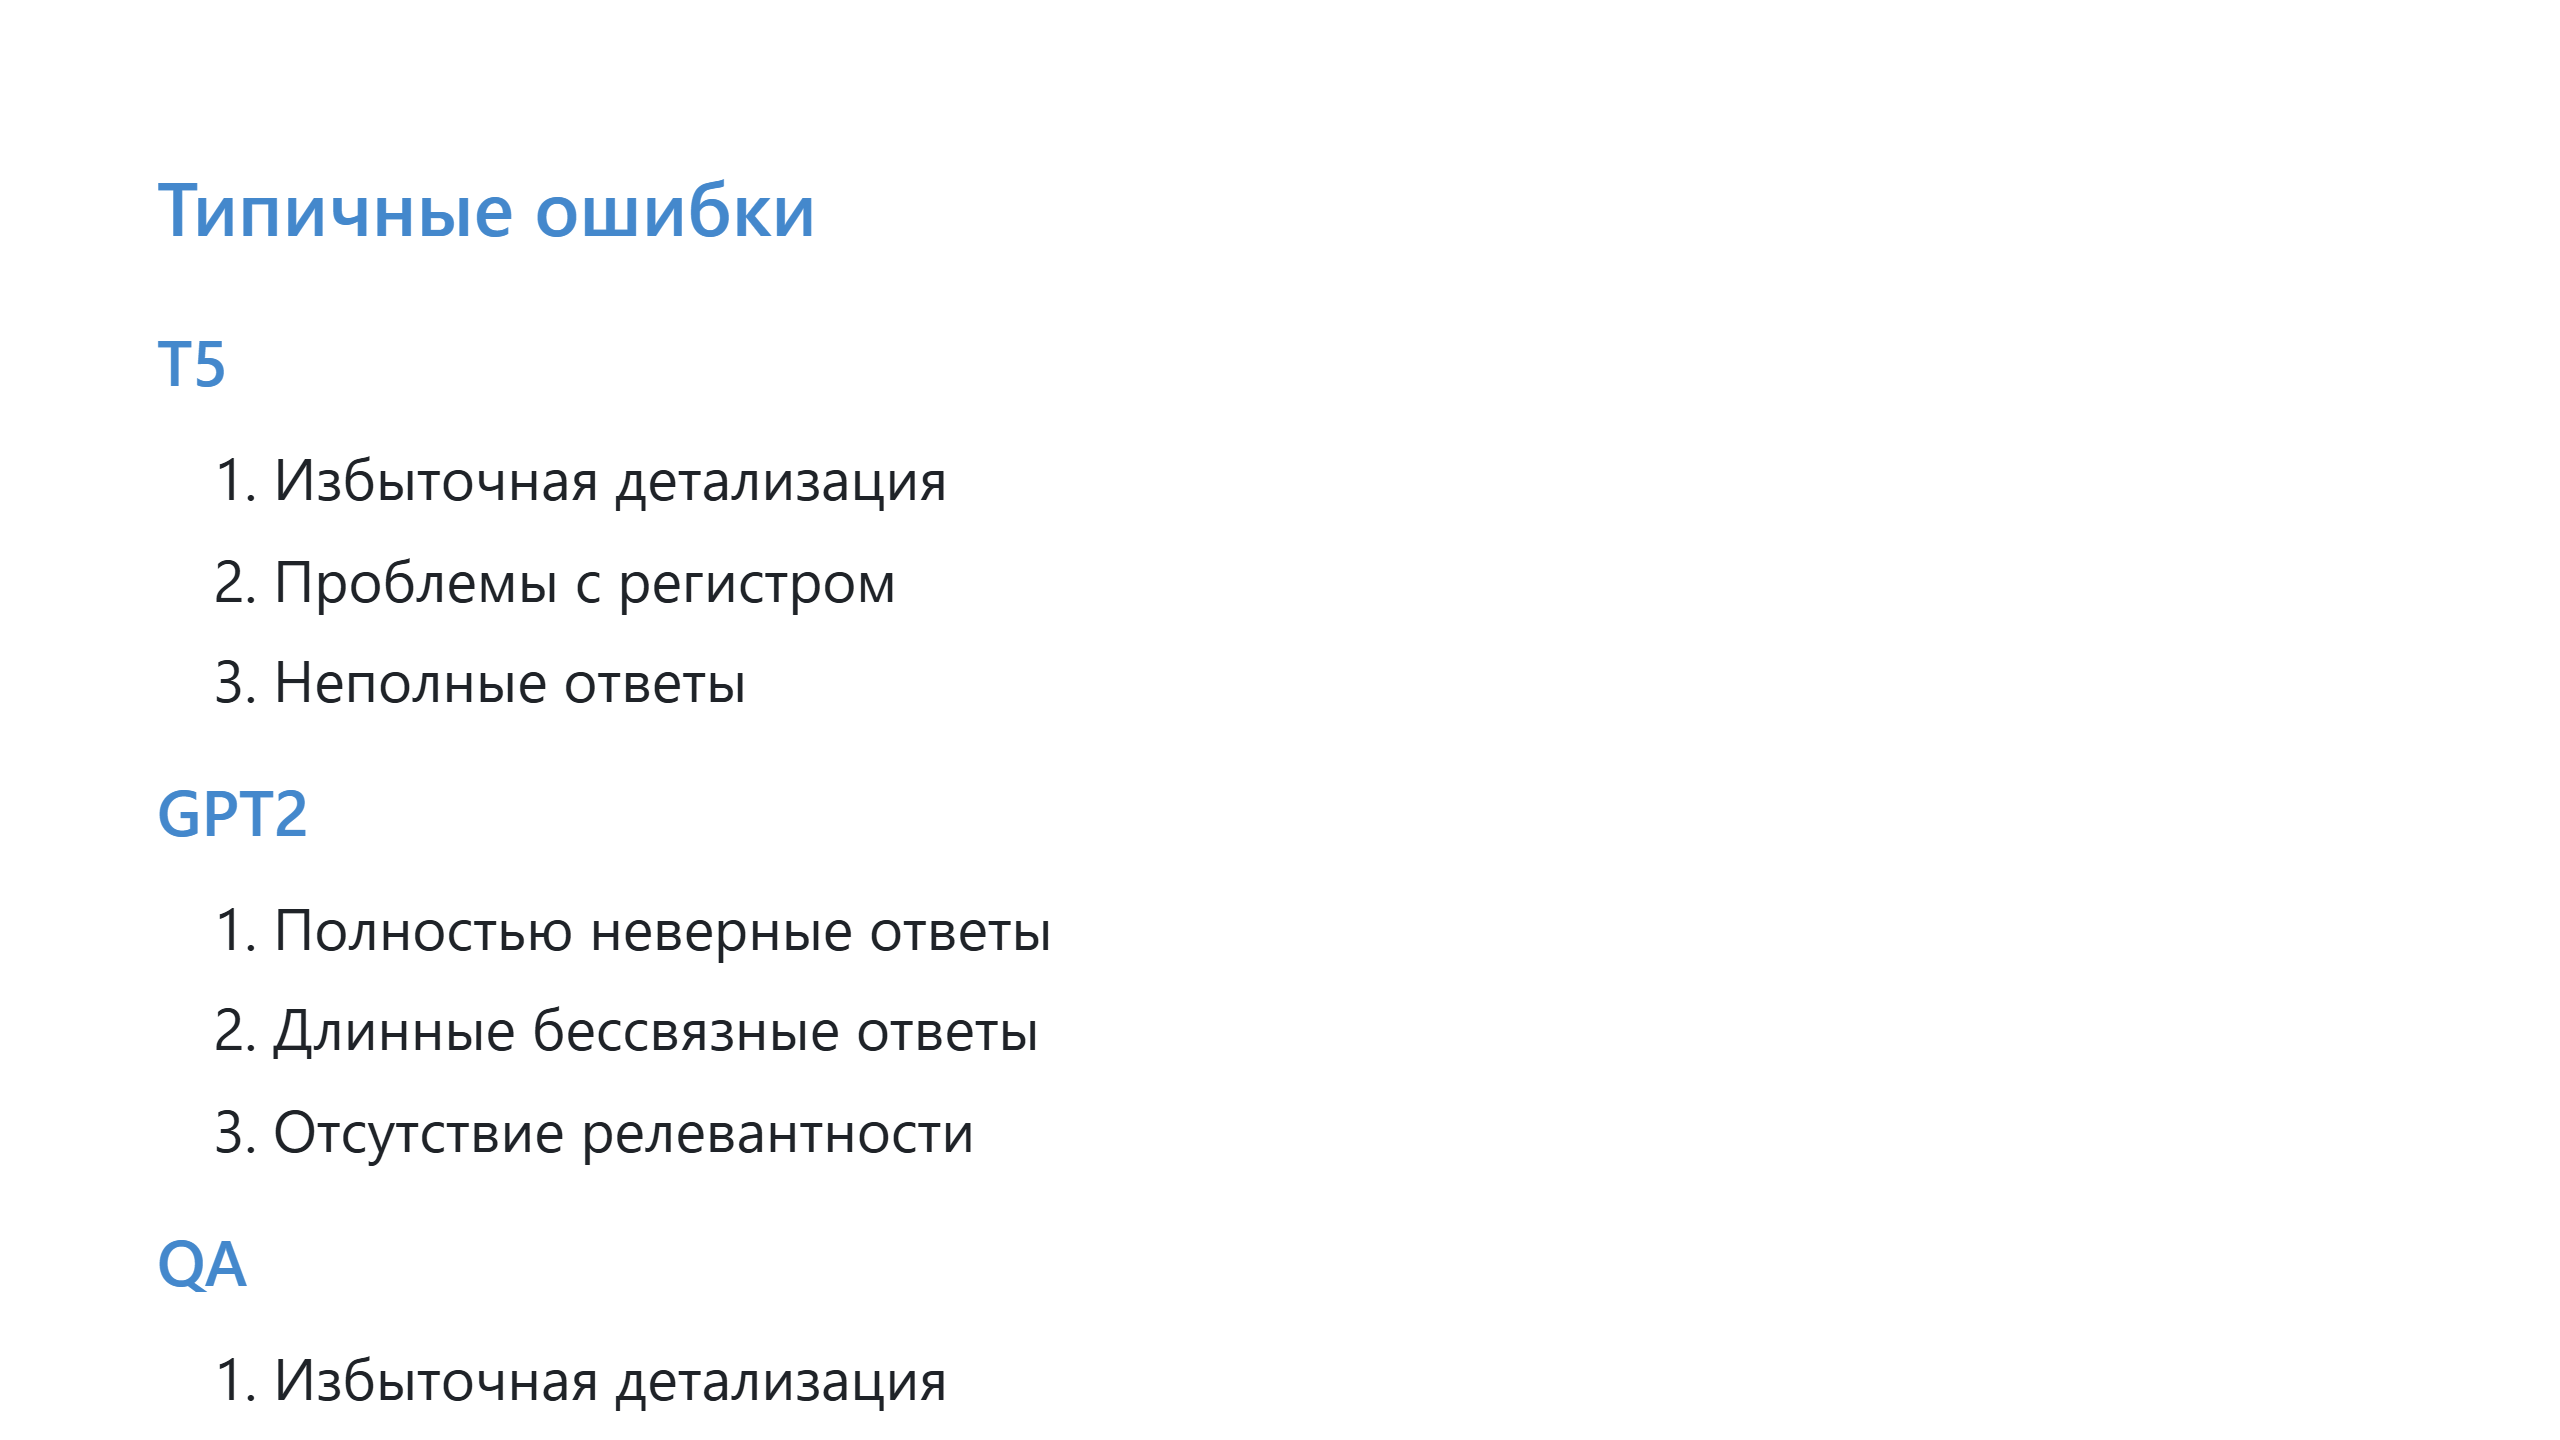 Типичные ошибки
T5
1. Избыточная детализация
2. Проблемы с регистром
3. Неполные ответы
GPT2
1. Полностью неверные ответы
2. Длинные бессвязные ответы
3. Отсутствие релевантности
QA
1. Избыточная детализация